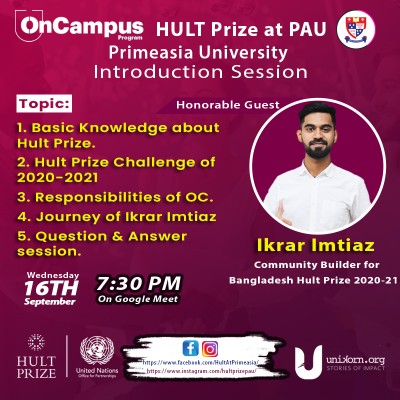 OnCampus
Program
HULT Prize at PAU
Primeasia University
Introduction Session
Topic:
1. Basic Knowledge about
Hult Prize.
2. Hult Prize Challenge of
2020-2021
3. Responsibilities of OC.
4. Journey of Ikrar Imtiaz
5. Question & Answer
session.
Honorable Guest
Ikrar Imtiaz
Community Builder for
Bangladesh Hult Prize 2020-21
Wednesday
16TH
September
7:30 PM
On Google Meet
HULT
PRIZE
United Nations
Office for Partnerships
https://www.facebook.com/HultAtPrimeasia/
https://www.instagram.com/hultprizepau/
uniKorn.org
STORIES OF IMPACT